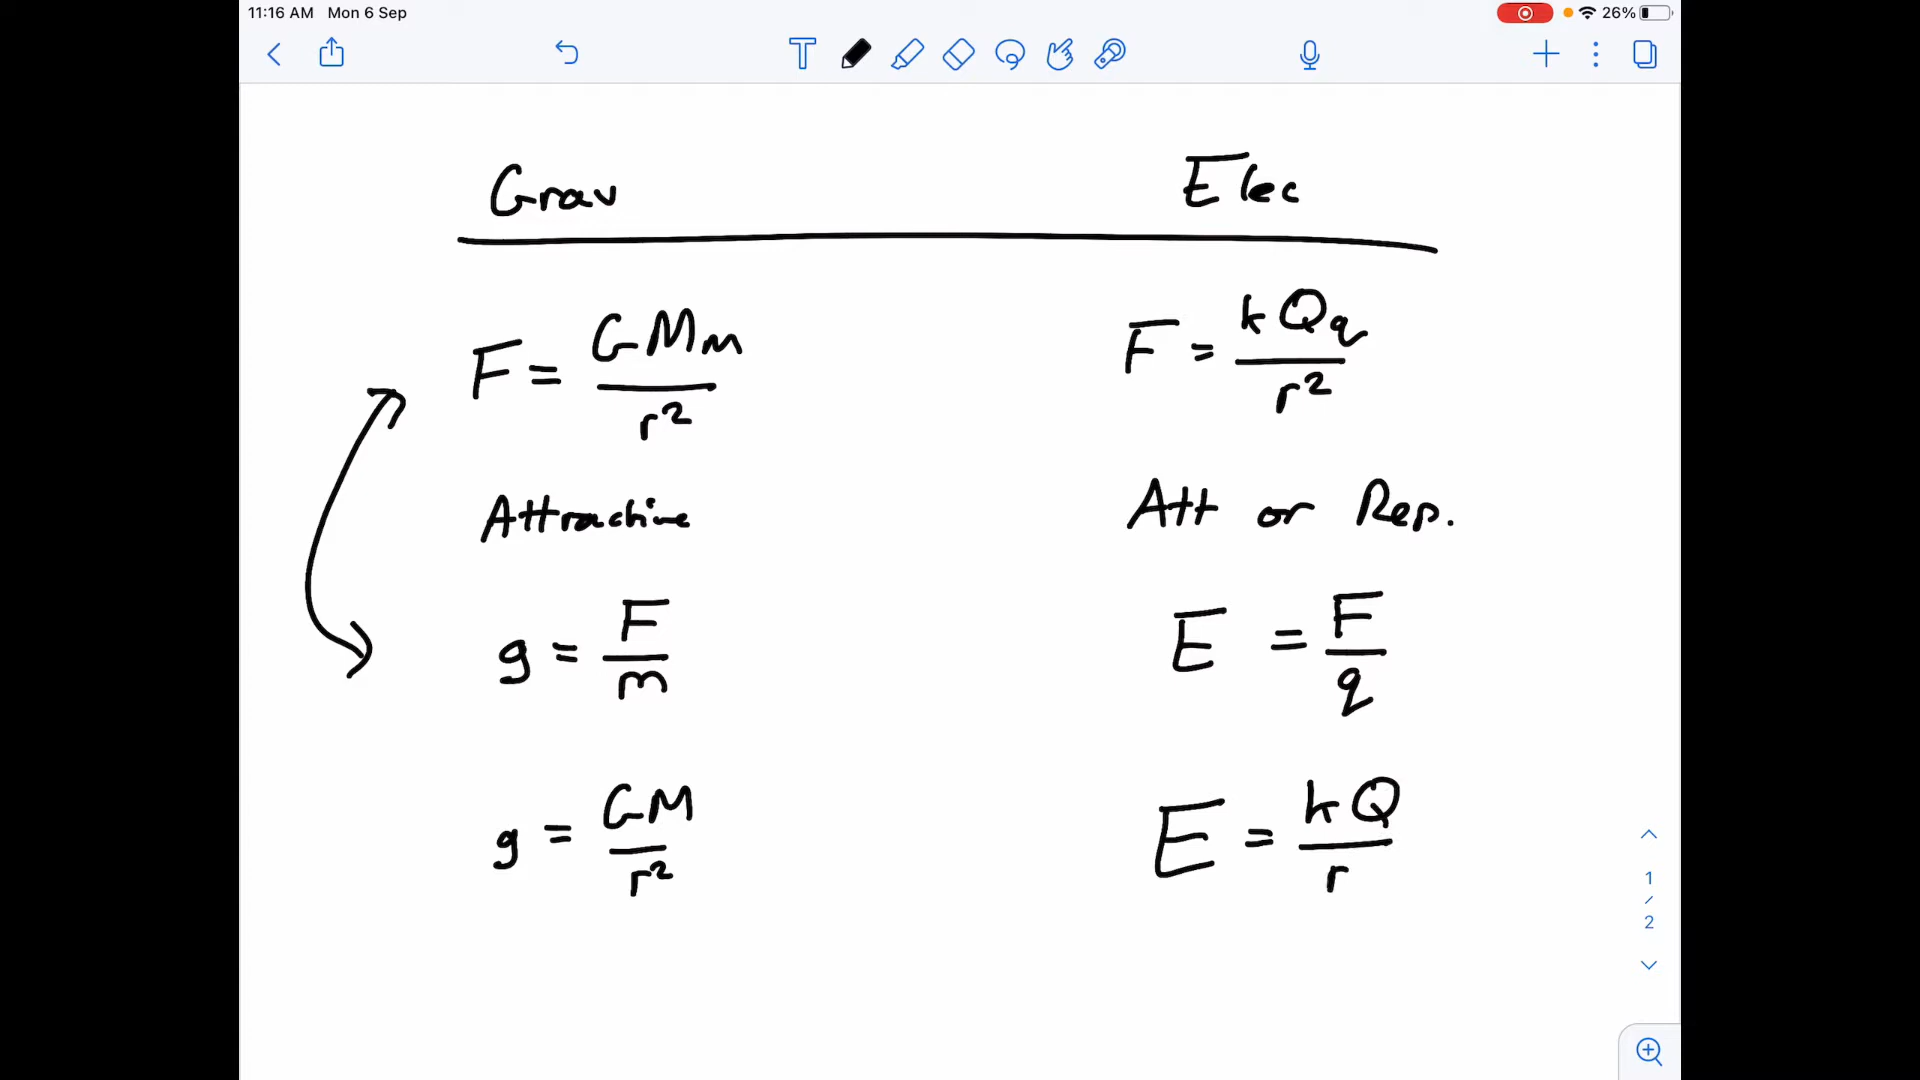 11:16 AM Mon 6 Sep
26%
T
Grav Elec
F = GMm / r²
F = kQq / r²
Attractive
Att or Rep.
g = F / m
E = F / q
g = GM / r²
E = kQ / r
1 / 2